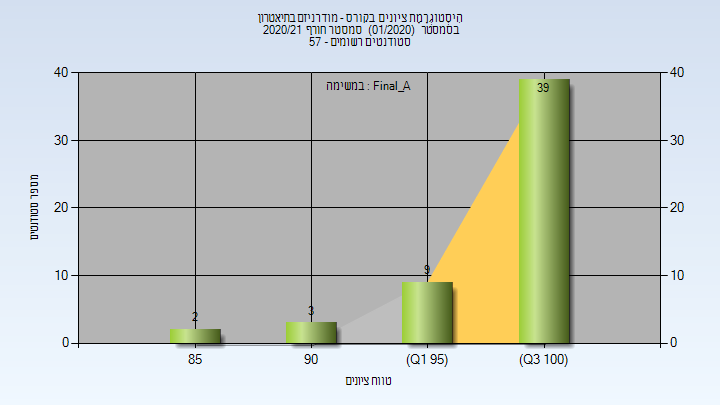 היסטוגרמת ציונים בקורס - מודרניזם בתיאטרון
בסמסטר (01/2020) סמסטר חורף 2020/21
סטודנטים רשומים - 57
במשימה : Final_A
40 40
39
30 30
מספר סטודנטים
20 20
10 9 10
3
2
0 0
85 90 (Q1 95) (Q3 100)
טווח ציונים